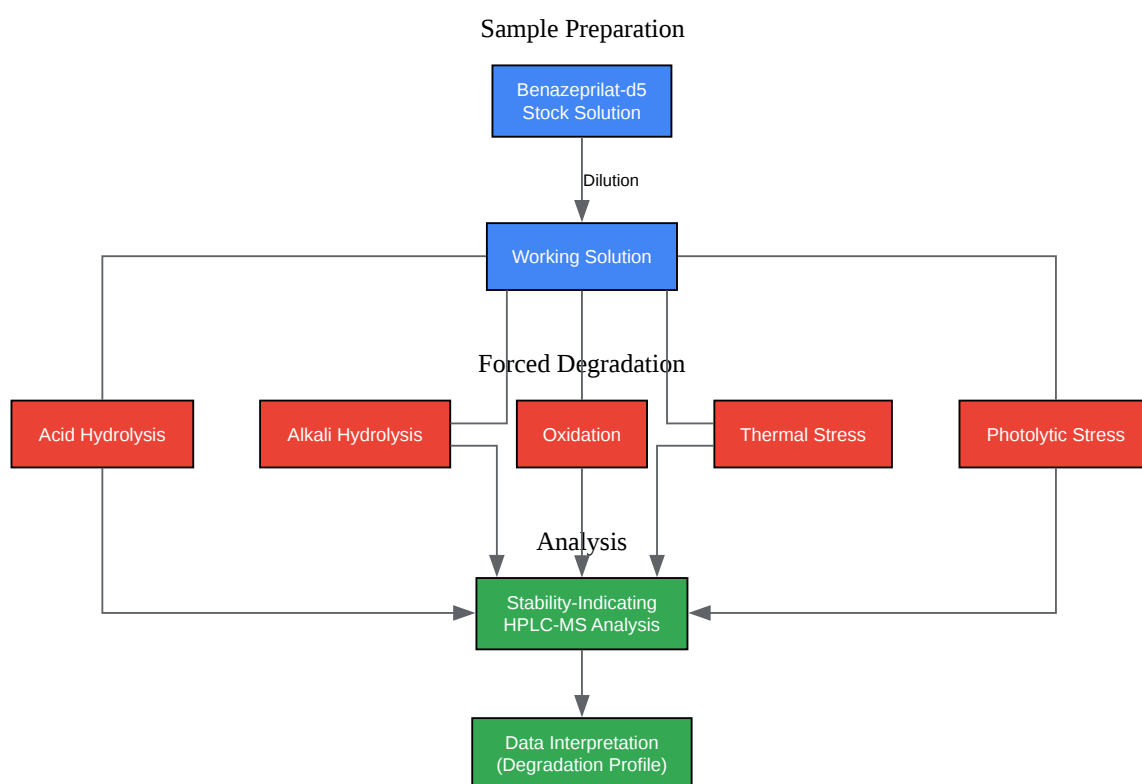 Sample Preparation
Benazeprilat-d5
Stock Solution
Dilution
Working Solution
Forced Degradation
Acid Hydrolysis
Alkali Hydrolysis
Oxidation
Thermal Stress
Photolytic Stress
Analysis
Stability-Indicating
HPLC-MS Analysis
Data Interpretation
(Degradation Profile)